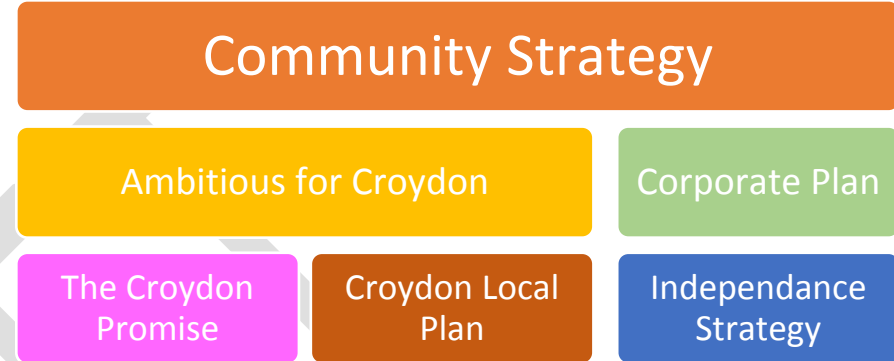 Community Strategy
Ambitious for Croydon
Corporate Plan
The Croydon
Promise
Croydon Local
Plan
Independance
Strategy